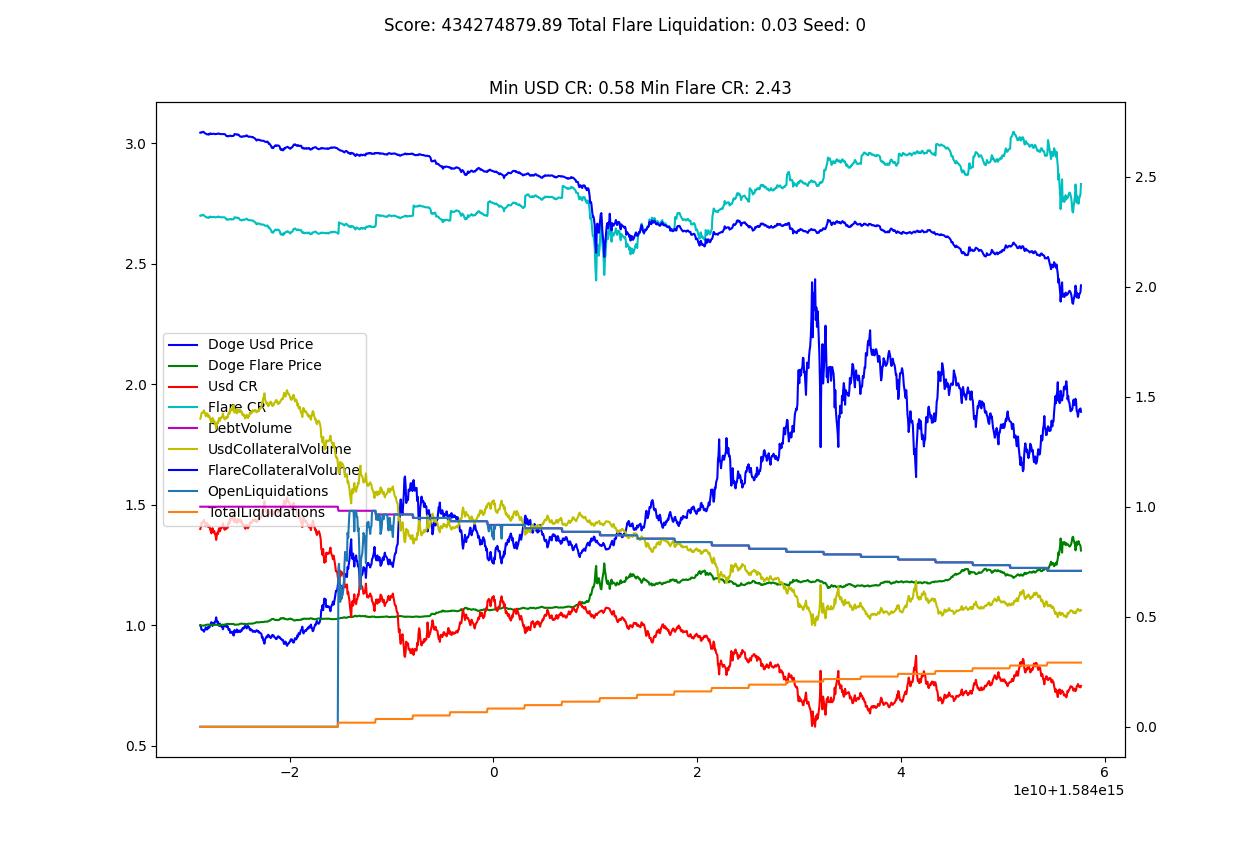 Score: 434274879.89 Total Flare Liquidation: 0.03 Seed: 0
Min USD CR: 0.58 Min Flare CR: 2.43
3.0
2.5
2.0
1.5
1.0
0.5
2.5
2.0
1.5
1.0
0.5
0.0
Doge Usd Price
Doge Flare Price
Usd CR
Flare CR
DebtVolume
UsdCollateralVolume
FlareCollateralVolume
OpenLiquidations
TotalLiquidations
−2 0 2 4 6
1e10+1.584e15